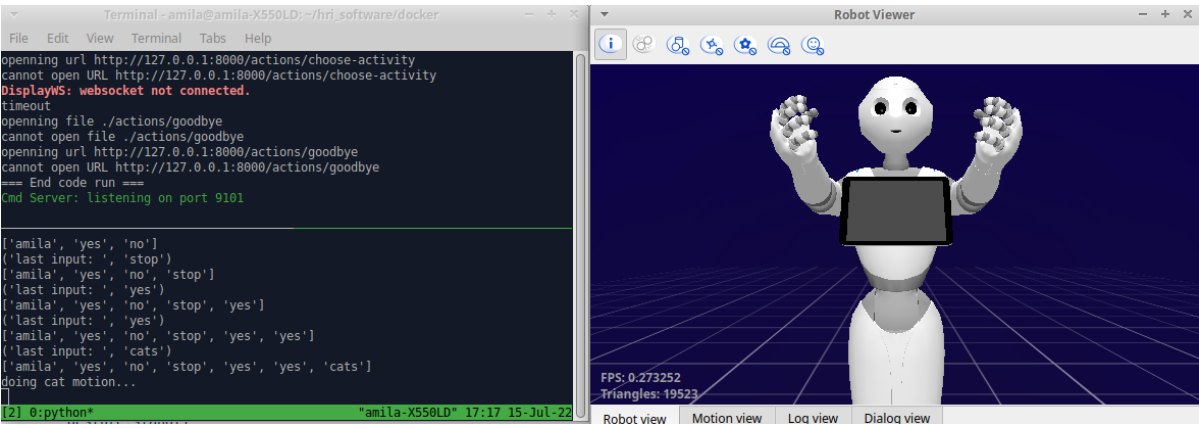 Terminal - amila@amila-X550LD: ~/hri_software/docker
File Edit View Terminal Tabs Help
openning url http://127.0.0.1:8000/actions/choose-activity
cannot open URL http://127.0.0.1:8000/actions/choose-activity
DisplayWS: websocket not connected.
timeout
openning file ./actions/goodbye
cannot open file ./actions/goodbye
openning url http://127.0.0.1:8000/actions/goodbye
cannot open URL http://127.0.0.1:8000/actions/goodbye
=== End code run ===
Cmd Server: listening on port 9101
['amila', 'yes', 'no']
('last input: ', 'stop')
['amila', 'yes', 'no', 'stop']
('last input: ', 'yes')
['amila', 'yes', 'no', 'stop', 'yes']
('last input: ', 'yes')
['amila', 'yes', 'no', 'stop', 'yes', 'yes']
('last input: ', 'cats')
['amila', 'yes', 'no', 'stop', 'yes', 'yes', 'cats']
doing cat motion...
[2] 0:python* "amila-X550LD" 17:17 15-Jul-22
Robot Viewer
FPS: 0.273252
Triangles: 19523
Robot view Motion view Log view Dialog view